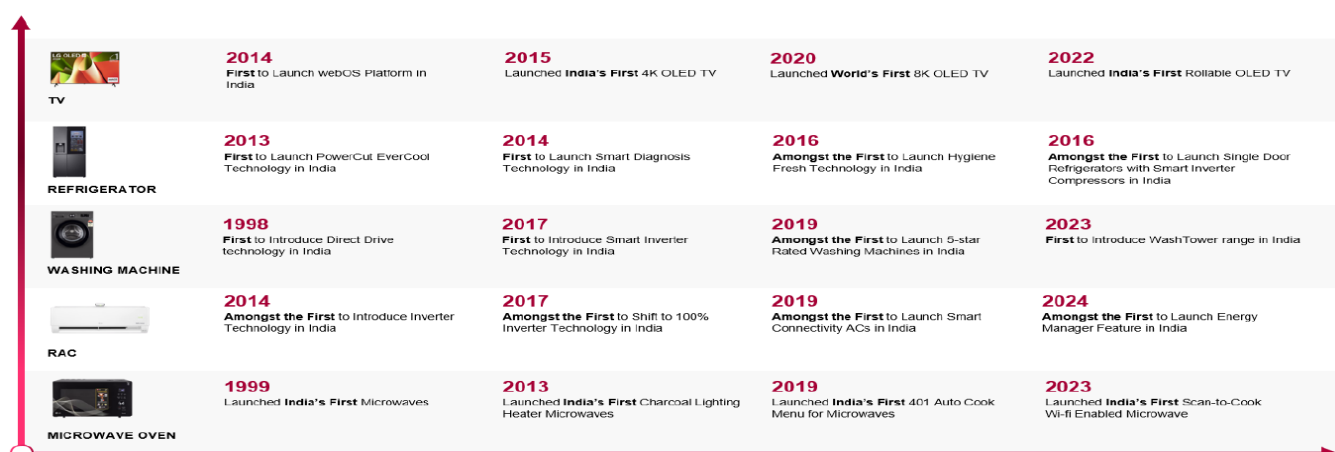 LG OLED
TV
2014
First to Launch webOS Platform in
India
2015
Launched India's First 4K OLED TV
2020
Launched World's First 8K OLED TV
2022
Launched India's First Rollable OLED TV
REFRIGERATOR
2013
First to Launch PowerCut EverCool
Technology in India
2014
First to Launch Smart Diagnosis
Technology in India
2016
Amongst the First to Launch Hygiene
Fresh Technology in India
2016
Amongst the First to Launch Single Door
Refrigerators with Smart Inverter
Compressors in India
WASHING MACHINE
1998
First to Introduce Direct Drive
technology in India
2017
First to Introduce Smart Inverter
Technology in India
2019
Amongst the First to Launch 5-star
Rated Washing Machines in India
2023
First to Introduce WashTower range in India
RAC
2014
Amongst the First to Introduce Inverter
Technology in India
2017
Amongst the First to Shift to 100%
Inverter Technology in India
2019
Amongst the First to Launch Smart
Connectivity ACs in India
2024
Amongst the First to Launch Energy
Manager Feature in India
MICROWAVE OVEN
1999
Launched India's First Microwaves
2013
Launched India's First Charcoal Lighting
Heater Microwaves
2019
Launched India's First 401 Auto Cook
Menu for Microwaves
2023
Launched India's First Scan-to-Cook
Wi-fi Enabled Microwave